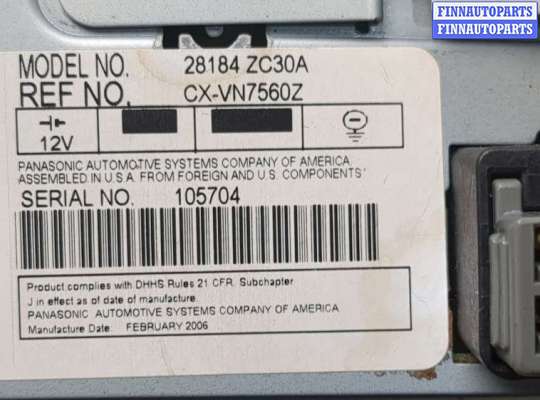 FINNAUTOPARTS
FINNAUTOPARTS
MODEL NO. 28184 ZC30A
REF NO. CX-VN7560Z
12V
PANASONIC AUTOMOTIVE SYSTEMS COMPANY OF AMERICA
ASSEMBLED IN U.S.A. FROM FOREIGN AND U.S. COMPONENTS
SERIAL NO. 105704
Product complies with DHHS Rules 21 CFR, Subchapter
J in effect as of date of manufacture.
PANASONIC AUTOMOTIVE SYSTEMS COMPANY OF AMERICA
Manufacture Date FEBRUARY 2006